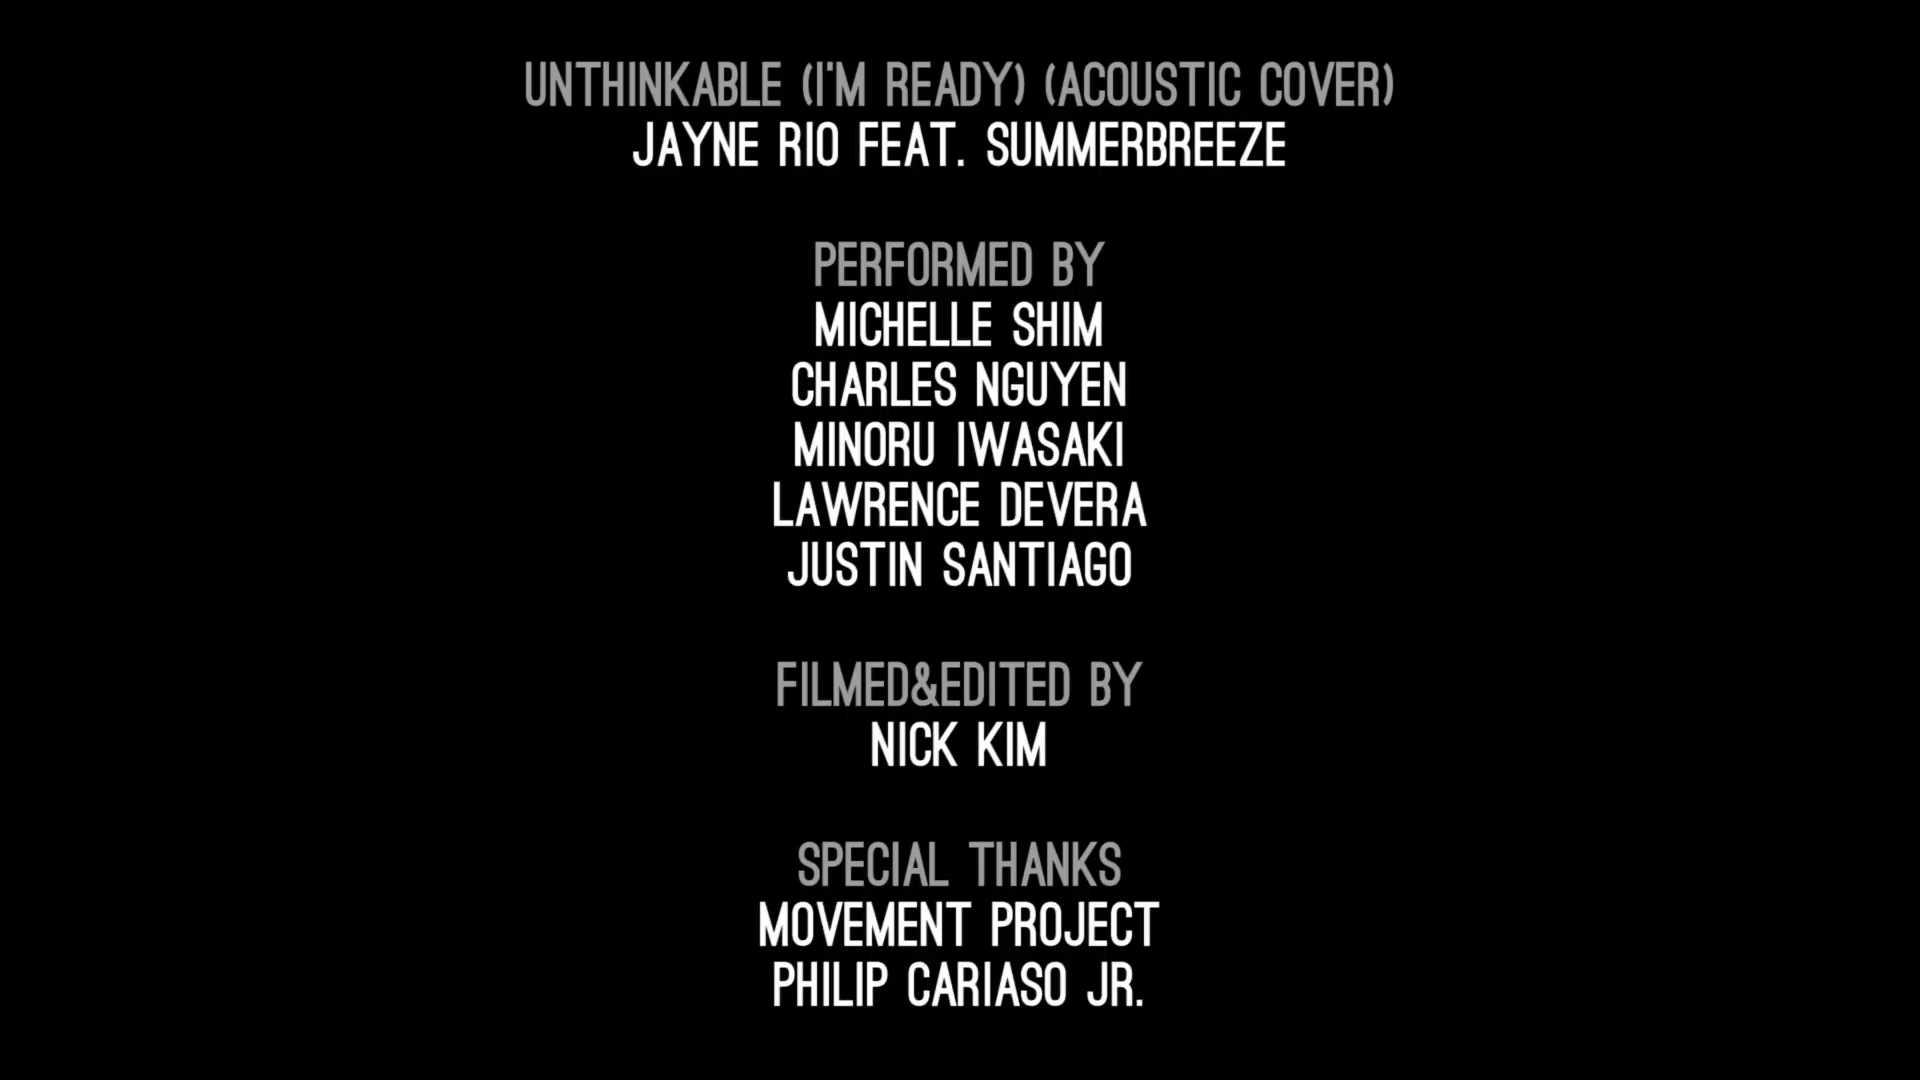 UNTHINKABLE (I'M READY) (ACOUSTIC COVER)
JAYNE RIO FEAT. SUMMERBREEZE
PERFORMED BY
MICHELLE SHIM
CHARLES NGUYEN
MINORU IWASAKI
LAWRENCE DEVERA
JUSTIN SANTIAGO
FILMED&EDITED BY
NICK KIM
SPECIAL THANKS
MOVEMENT PROJECT
PHILIP CARIASO JR.